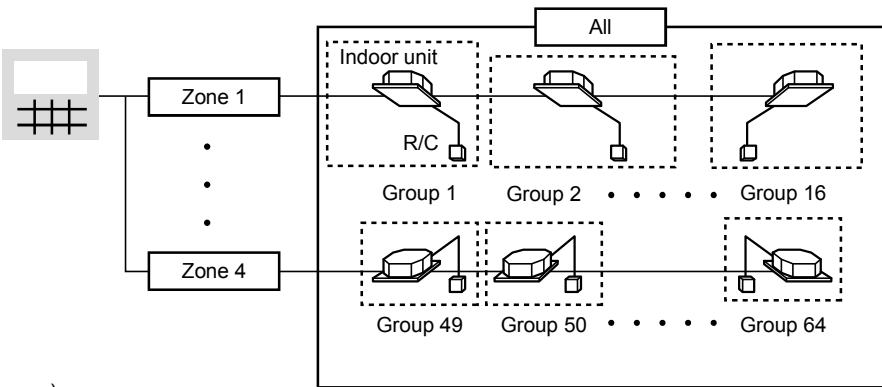 All
Indoor unit
Zone 1
R/C
Group 1
Group 2
Group 16
Zone 4
Group 49
Group 50
Group 64
)